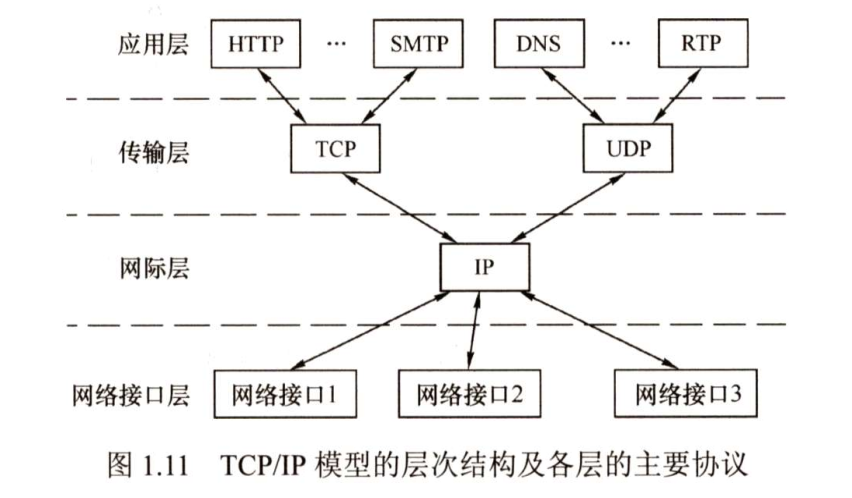 应用层 HTTP … SMTP DNS … RTP
传输层 TCP UDP
网际层 IP
网络接口层 网络接口1 网络接口2 网络接口3
图 1.11 TCP/IP 模型的层次结构及各层的主要协议